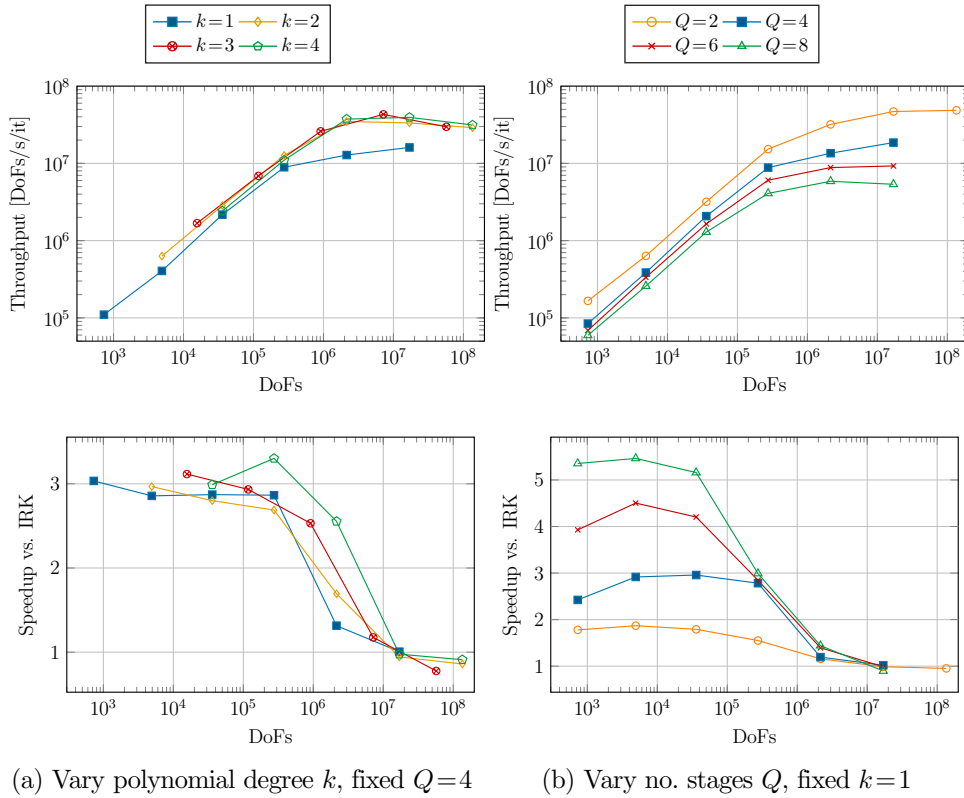 k=1 k=2
k=3 k=4
Q=2 Q=4
Q=6 Q=8
Throughput [DoFs/s/it]
10^8
10^7
10^6
10^5
10^3 10^4 10^5 10^6 10^7 10^8
DoFs
Throughput [DoFs/s/it]
10^8
10^7
10^6
10^5
10^3 10^4 10^5 10^6 10^7 10^8
DoFs
Speedup vs. IRK
3
2
1
10^3 10^4 10^5 10^6 10^7 10^8
DoFs
Speedup vs. IRK
5
4
3
2
1
10^3 10^4 10^5 10^6 10^7 10^8
DoFs
(a) Vary polynomial degree k, fixed Q=4
(b) Vary no. stages Q, fixed k=1